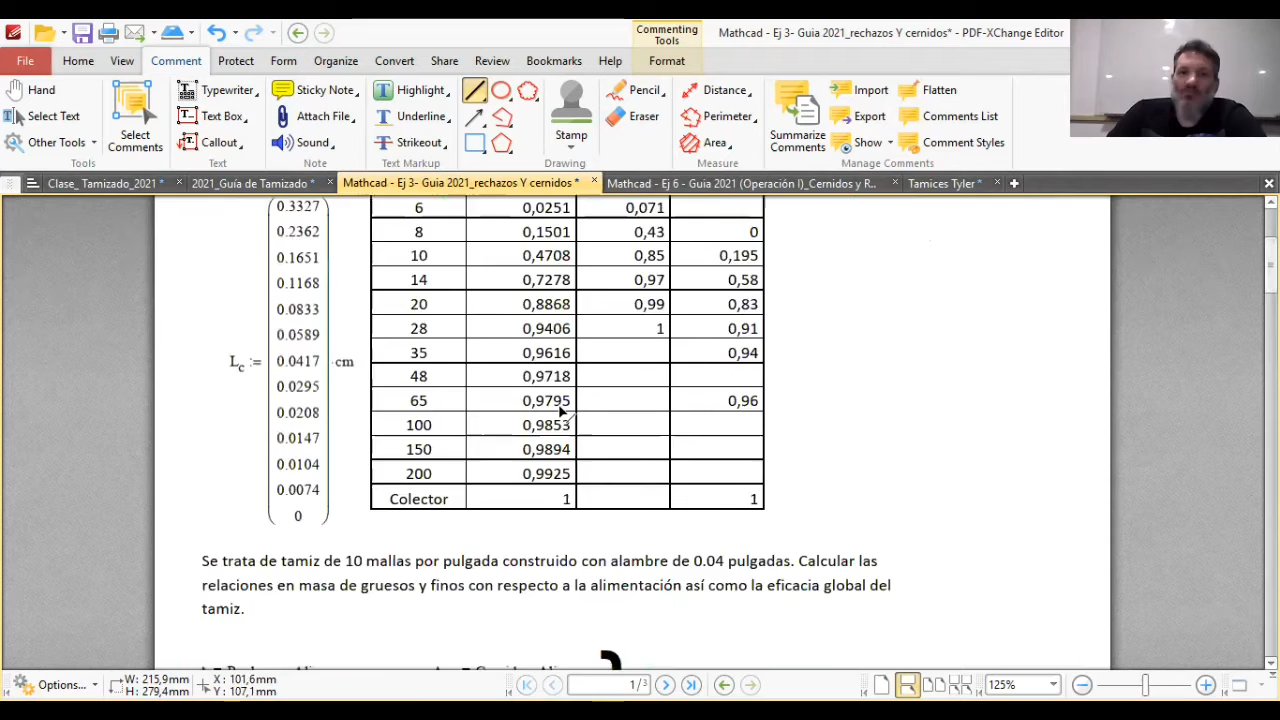 Commenting
Tools
Mathcad - Ej 3- Guia 2021_rechazos Y cernidos* - PDF-XChange Editor
File Home View Comment Protect Form Organize Convert Share Review Bookmarks Help Format
Hand
Select Text
Other Tools
Tools
Select
Comments
Typewriter
Text Box
Callout
Text
Sticky Note
Attach File
Sound
Note
Highlight
Underline
Strikeout
Text Markup
Drawing
Stamp
Pencil
Eraser
Distance
Perimeter
Area
Measure
Summarize
Comments
Import
Export
Show
Flatten
Comments List
Comment Styles
Manage Comments
Clase_ Tamizado_2021 *
2021_Guía de Tamizado *
Mathcad - Ej 3- Guia 2021_rechazos Y cernidos *
Mathcad - Ej 6 - Guia 2021 (Operación I)_Cernidos y R...
Tamices Tyler *
Lc :=
0.3327
0.2362
0.1651
0.1168
0.0833
0.0589
0.0417
0.0295
0.0208
0.0147
0.0104
0.0074
0
cm
6 0,0251 0,071
8 0,1501 0,43 0
10 0,4708 0,85 0,195
14 0,7278 0,97 0,58
20 0,8868 0,99 0,83
28 0,9406 1 0,91
35 0,9616 0,94
48 0,9718
65 0,9795 0,96
100 0,9853
150 0,9894
200 0,9925
Colector 1 1
Se trata de tamiz de 10 mallas por pulgada construido con alambre de 0.04 pulgadas. Calcular las
relaciones en masa de gruesos y finos con respecto a la alimentación así como la eficacia global del
tamiz.
Options...
W: 215,9mm
H: 279,4mm
X: 101,6mm
Y: 107,1mm
1/3
125%